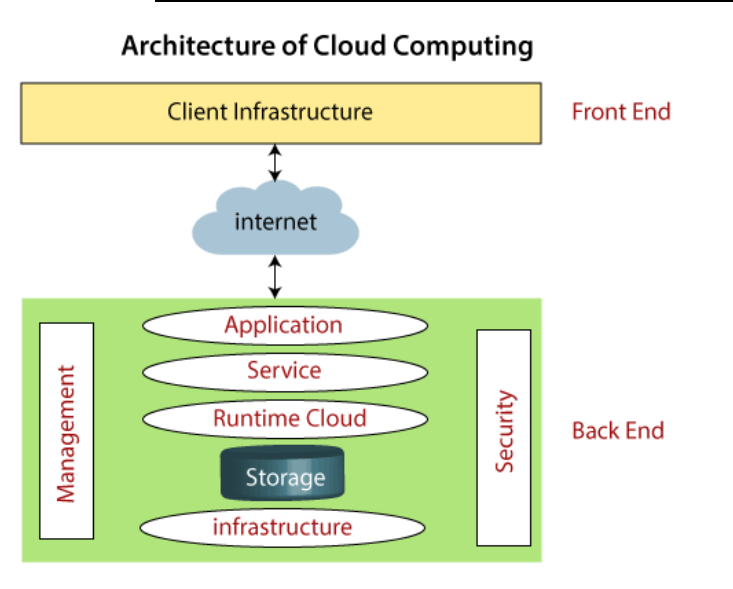 Architecture of Cloud Computing
Client Infrastructure
Front End
internet
Application
Service
Runtime Cloud
Storage
infrastructure
Management
Security
Back End